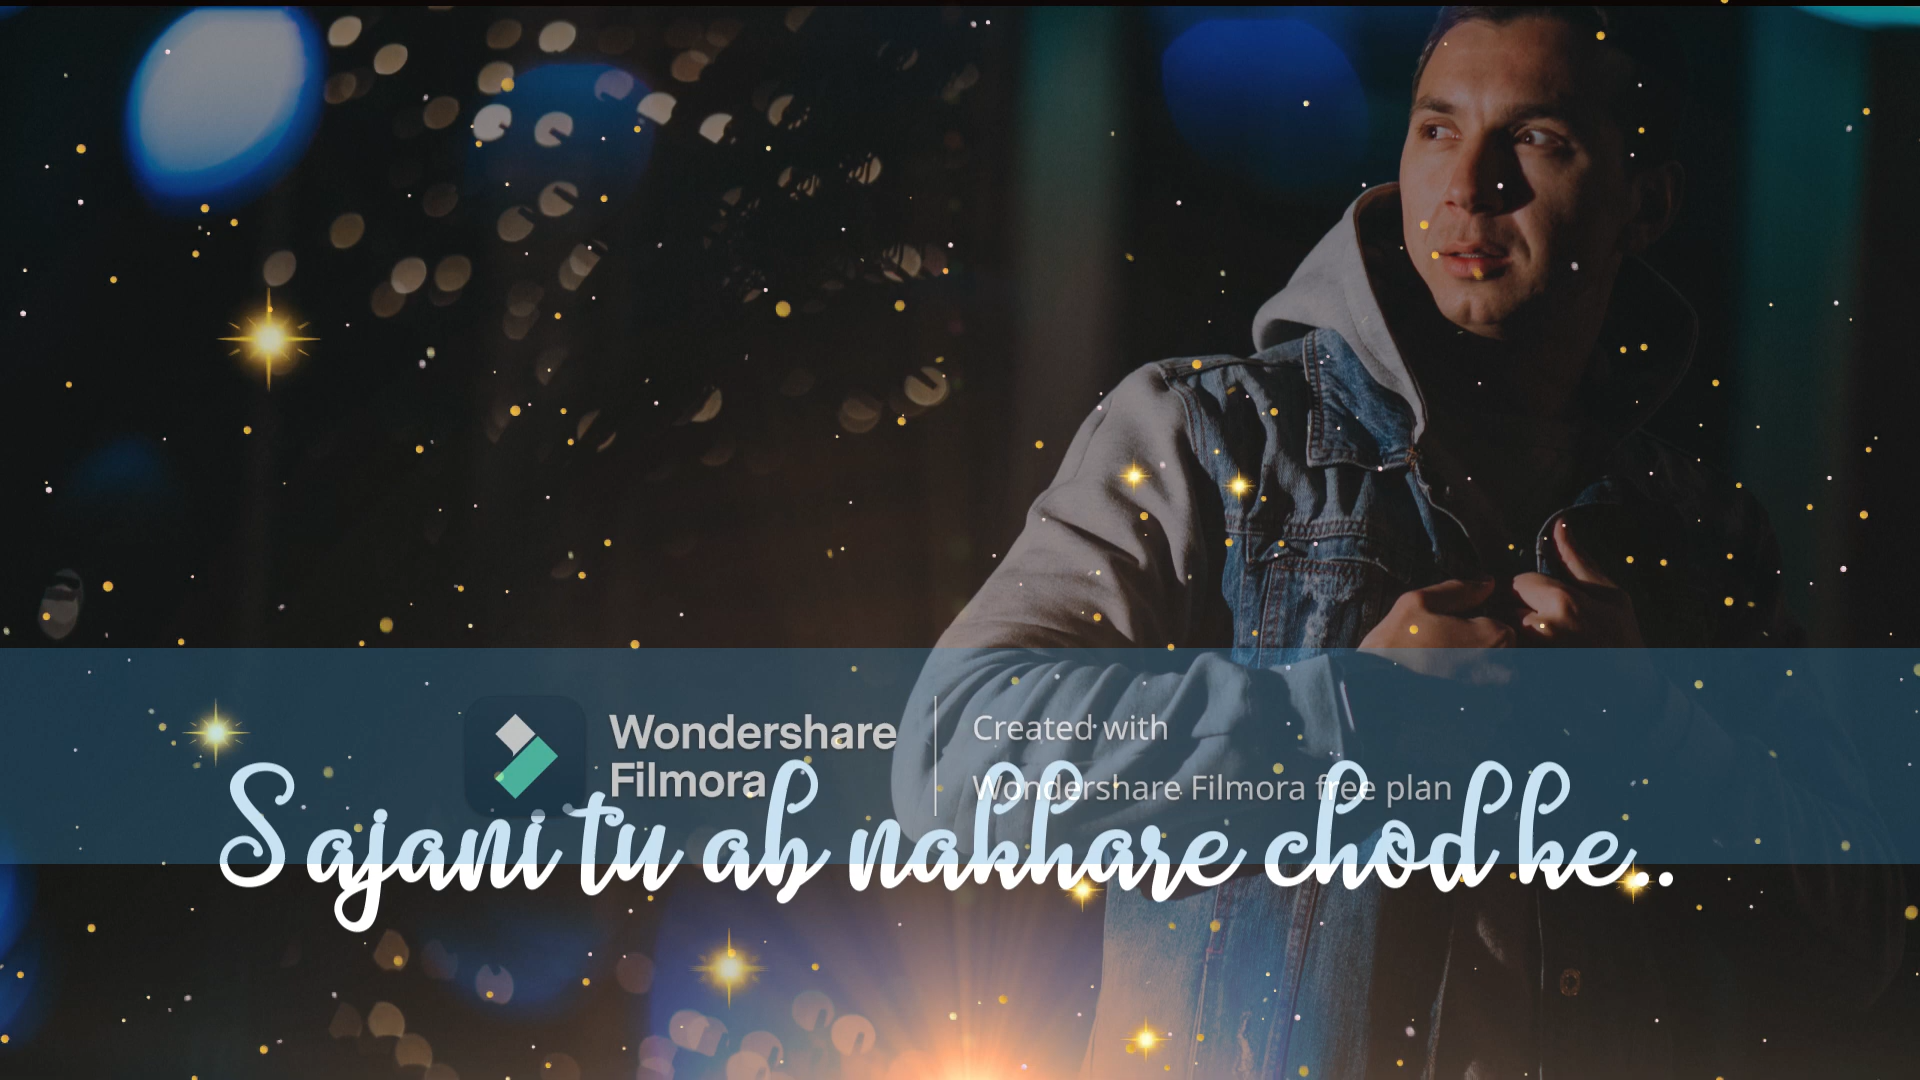 Wondershare
Filmora
Created with
Wondershare Filmora free plan
Sajani tu ab nakhare chod ke..